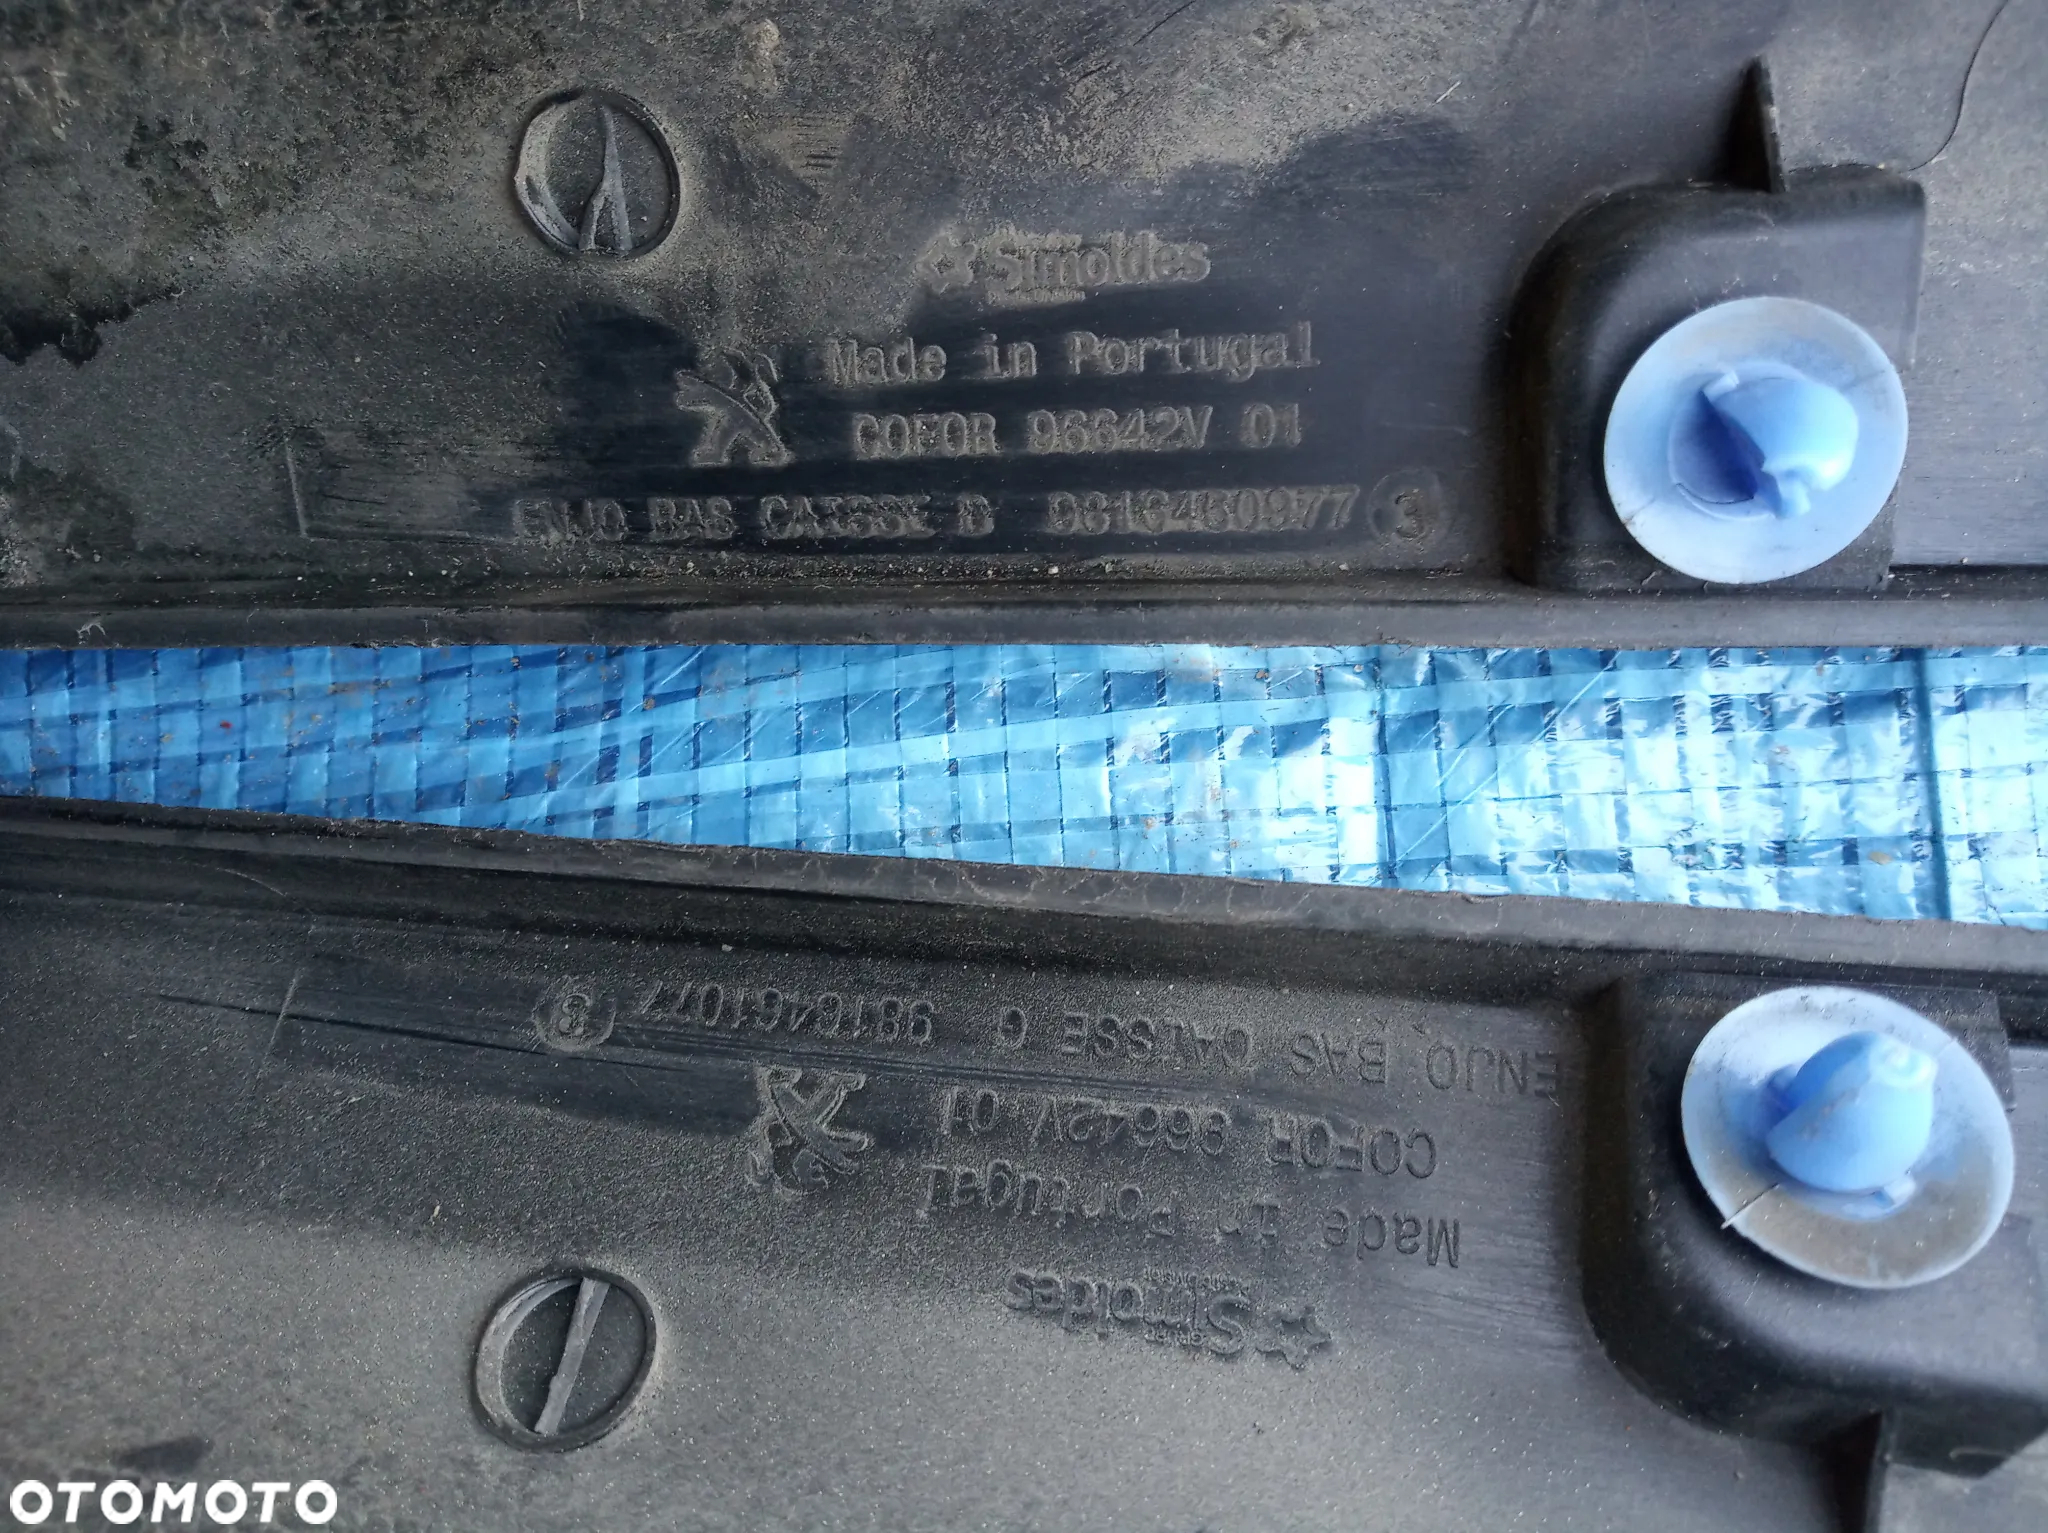 Simoldes
Made in Portugal
COFOR 96642V 01
ENJO BAS CAISSE D 9816460977 3
ENJO BAS CAISSE G 9816461077 3
COFOR 96642V 01
Made in Portugal
Simoldes
OTOMOTO